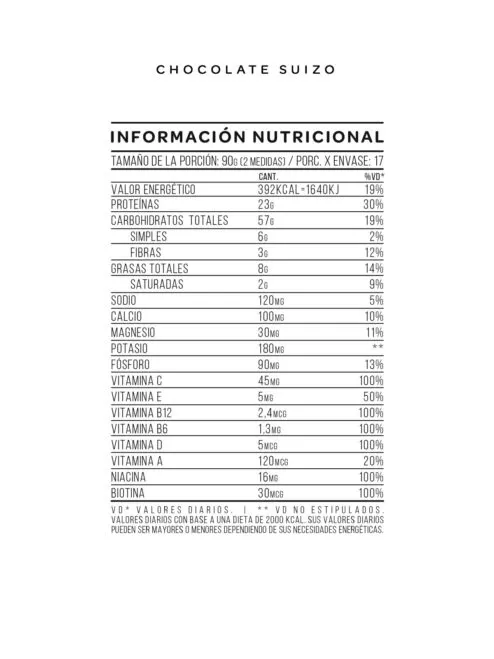 CHOCOLATE SUIZO
INFORMACIÓN NUTRICIONAL
TAMAÑO DE LA PORCIÓN: 90G (2 MEDIDAS) / PORC. X ENVASE: 17
CANT. %VD*
VALOR ENERGÉTICO 392KCAL=1640KJ 19%
PROTEÍNAS 23G 30%
CARBOHIDRATOS TOTALES 57G 19%
SIMPLES 6G 2%
FIBRAS 3G 12%
GRASAS TOTALES 8G 14%
SATURADAS 2G 9%
SODIO 120MG 5%
CALCIO 100MG 10%
MAGNESIO 30MG 11%
POTASIO 180MG **
FÓSFORO 90MG 13%
VITAMINA C 45MG 100%
VITAMINA E 5MG 50%
VITAMINA B12 2,4MCG 100%
VITAMINA B6 1,3MG 100%
VITAMINA D 5MCG 100%
VITAMINA A 120MCG 20%
NIACINA 16MG 100%
BIOTINA 30MCG 100%
VD* VALORES DIARIOS. | ** VD NO ESTIPULADOS.
VALORES DIARIOS CON BASE A UNA DIETA DE 2000 KCAL. SUS VALORES DIARIOS
PUEDEN SER MAYORES O MENORES DEPENDIENDO DE SUS NECESIDADES ENERGÉTICAS.